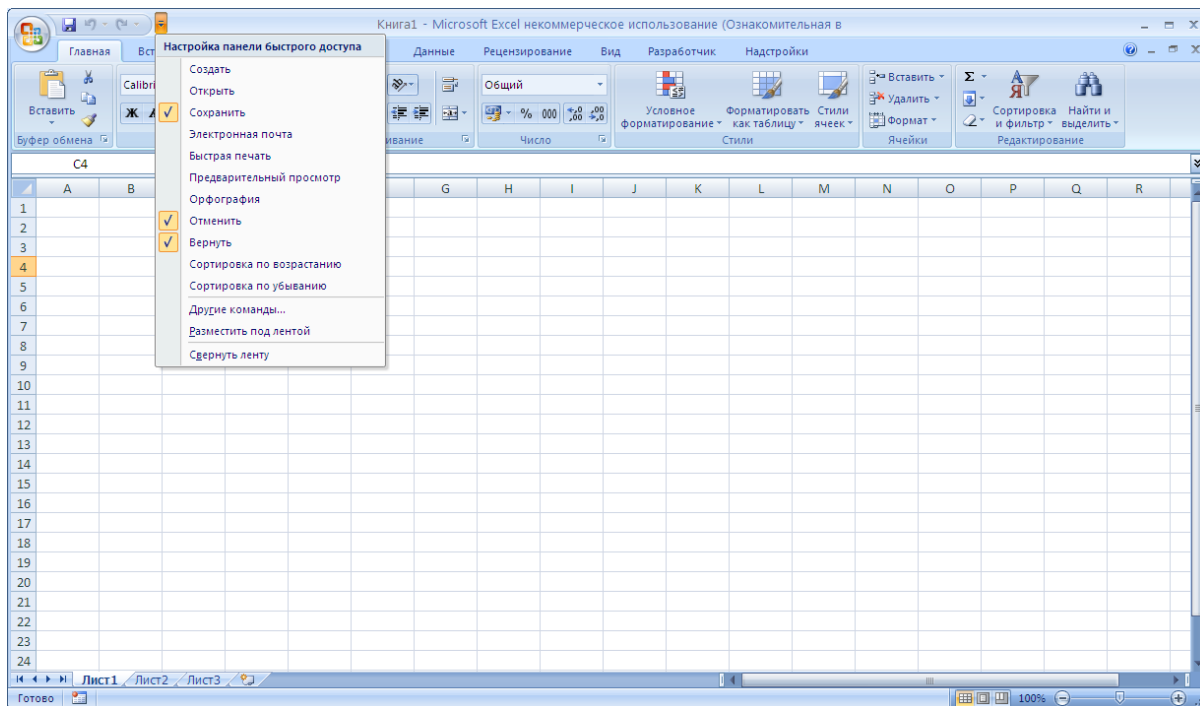 Книга1 - Microsoft Excel некоммерческое использование (Ознакомительная в
Главная Вст Данные Рецензирование Вид Разработчик Надстройки
Настройка панели быстрого доступа
Создать
Открыть
Сохранить
Электронная почта
Быстрая печать
Предварительный просмотр
Орфография
Отменить
Вернуть
Сортировка по возрастанию
Сортировка по убыванию
Другие команды...
Разместить под лентой
Свернуть ленту
Вставить
Буфер обмена
Calibri
Ж
ивание
Общий
% 000 ,00
Число
Условное форматирование
Форматировать как таблицу
Стили ячеек
Стили
Вставить
Удалить
Формат
Ячейки
Σ
Сортировка и фильтр
Найти и выделить
Редактирование
C4
A B G H I J K L M N O P Q R
1
2
3
4
5
6
7
8
9
10
11
12
13
14
15
16
17
18
19
20
21
22
23
24
Лист1 Лист2 Лист3
Готово 100%